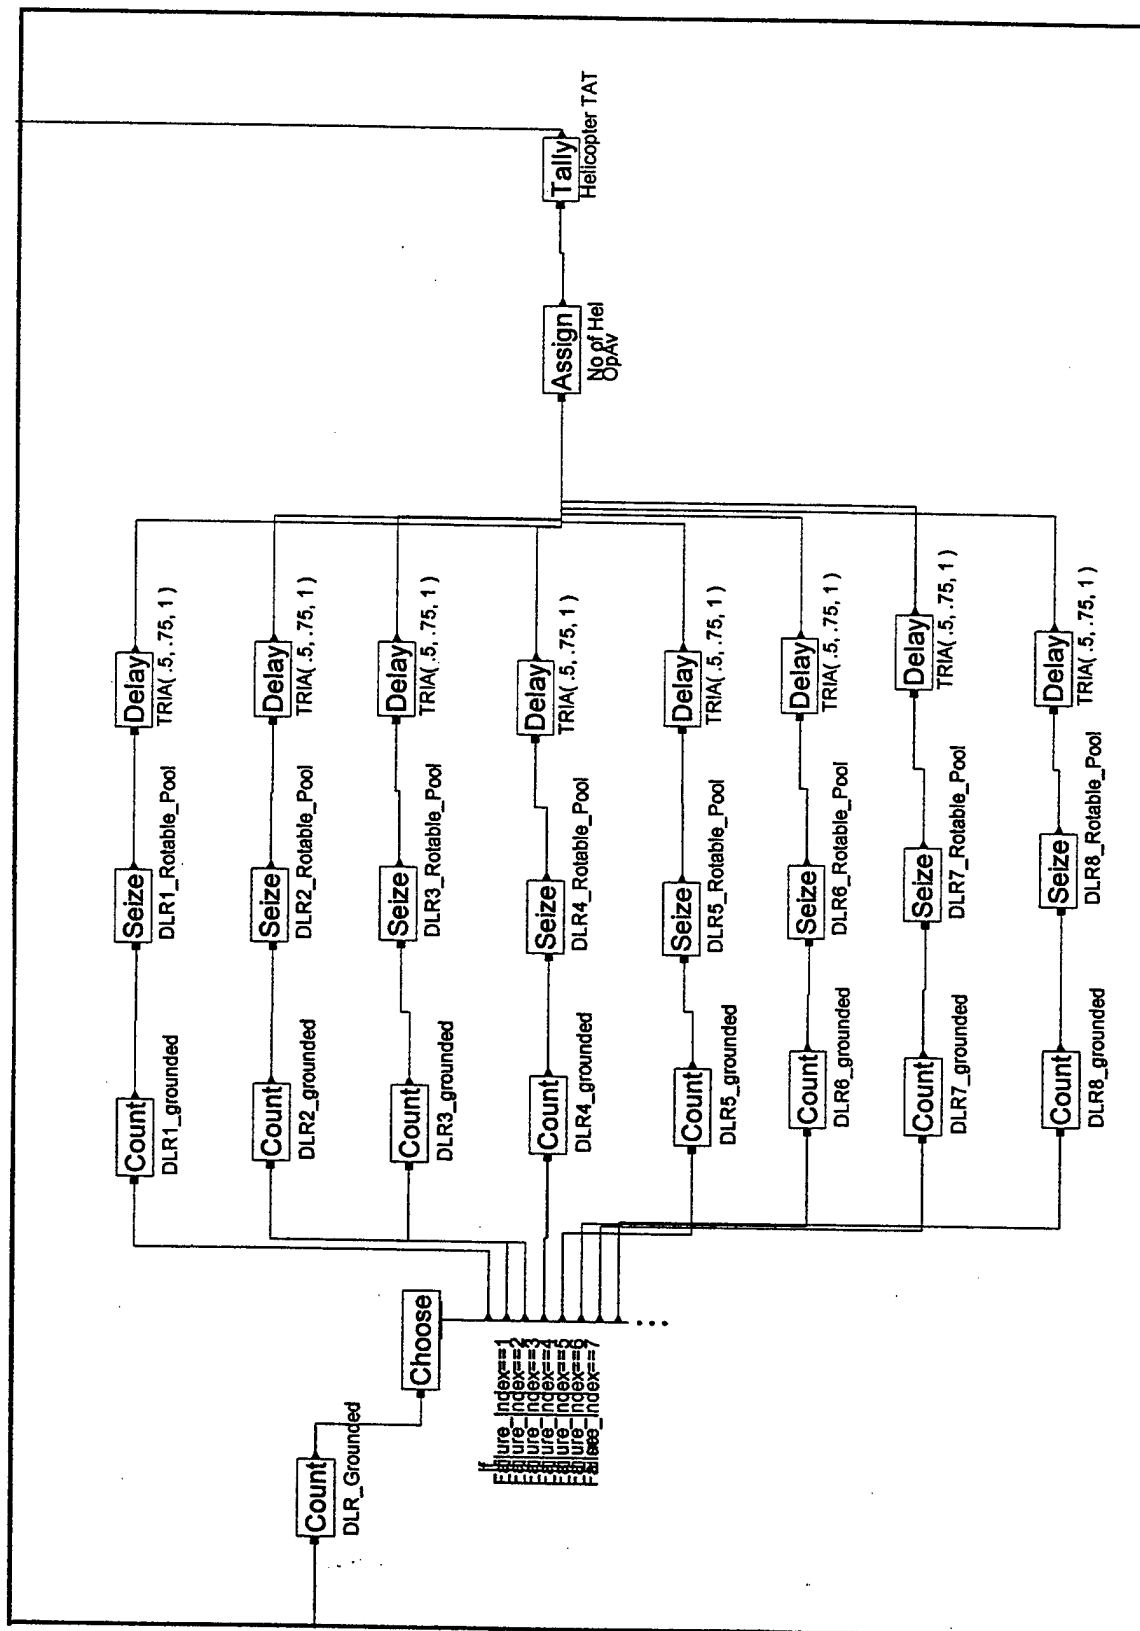 Count
DLR_Grounded
Choose
If
Failure_Index==1
Failure_Index==2
Failure_Index==3
Failure_Index==4
Failure_Index==5
Failure_Index==6
Failure_Index==7
...
Count
DLR1_grounded
Seize
DLR1_Rotable_Pool
Delay
TRIA( .5, .75, 1 )
Count
DLR2_grounded
Seize
DLR2_Rotable_Pool
Delay
TRIA( .5, .75, 1 )
Count
DLR3_grounded
Seize
DLR3_Rotable_Pool
Delay
TRIA( .5, .75, 1 )
Count
DLR4_grounded
Seize
DLR4_Rotable_Pool
Delay
TRIA( .5, .75, 1 )
Count
DLR5_grounded
Seize
DLR5_Rotable_Pool
Delay
TRIA( .5, .75, 1 )
Count
DLR6_grounded
Seize
DLR6_Rotable_Pool
Delay
TRIA( .5, .75, 1 )
Count
DLR7_grounded
Seize
DLR7_Rotable_Pool
Delay
TRIA( .5, .75, 1 )
Count
DLR8_grounded
Seize
DLR8_Rotable_Pool
Delay
TRIA( .5, .75, 1 )
Assign
No of Hel
OpAv
Tally
Helicopter TAT